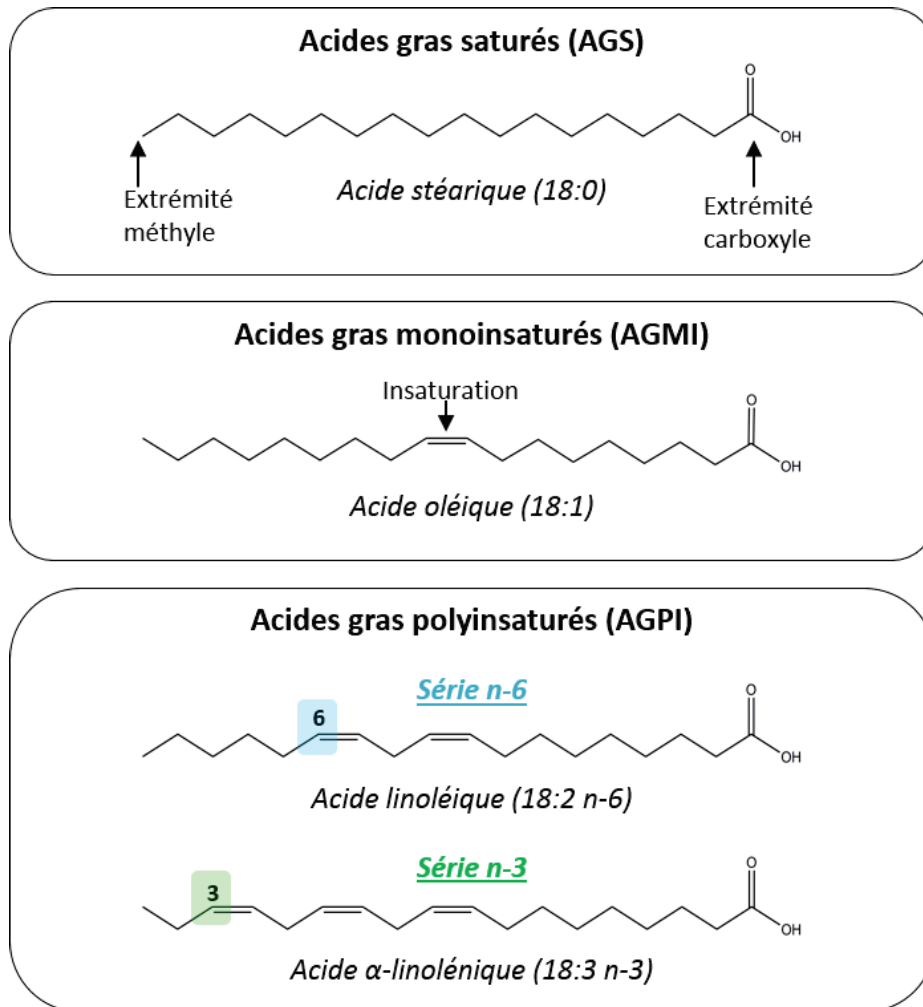 Acides gras saturés (AGS)
O
OH
Acide stéarique (18:0)
Extrémité
méthyle
Extrémité
carboxyle
Acides gras monoinsaturés (AGMI)
Insaturation
O
OH
Acide oléique (18:1)
Acides gras polyinsaturés (AGPI)
Série n-6
6
O
OH
Acide linoléique (18:2 n-6)
Série n-3
3
O
OH
Acide α-linolénique (18:3 n-3)